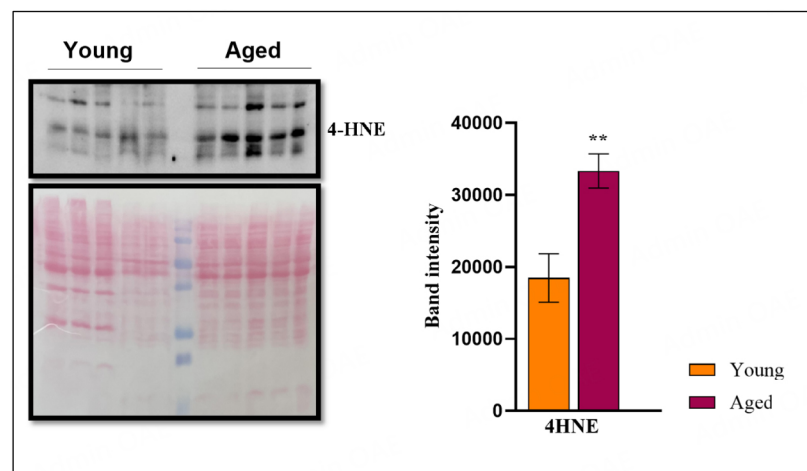 Young Aged
4-HNE
40000
**
30000
20000
10000
0
Band intensity
4HNE
Young
Aged